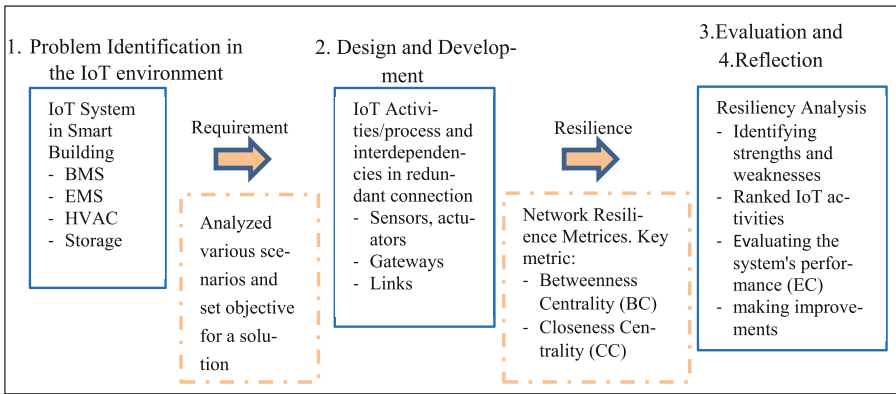 1. Problem Identification in
the IoT environment
IoT System
in Smart
Building
- BMS
- EMS
- HVAC
- Storage
Requirement
Analyzed
various sce-
narios and
set objective
for a solu-
tion
2. Design and Develop-
ment
IoT Activi-
ties/process and
interdependen-
cies in redun-
dant connection
- Sensors, actu-
ators
- Gateways
- Links
Resilience
Network Resili-
ence Metrices. Key
metric:
- Betweenness
Centrality (BC)
- Closeness Cen-
trality (CC)
3.Evaluation and
4.Reflection
Resiliency Analysis
- Identifying
strengths and
weaknesses
- Ranked IoT ac-
tivities
- Evaluating the
system's perfor-
mance (EC)
- making improve-
ments